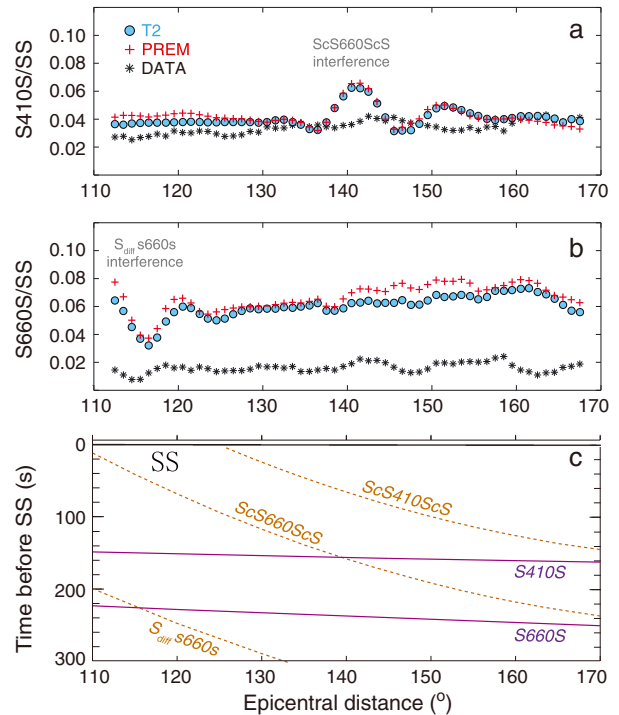 a
T2
PREM
DATA
ScS660ScS
interference
S410S/SS
0.10
0.08
0.06
0.04
0.02
110 120 130 140 150 160 170
b
S_diff s660s
interference
S660S/SS
0.10
0.08
0.06
0.04
0.02
110 120 130 140 150 160 170
c
SS
ScS410ScS
ScS660ScS
S410S
S660S
S_diff s660s
Time before SS (s)
0
100
200
300
110 120 130 140 150 160 170
Epicentral distance (º)